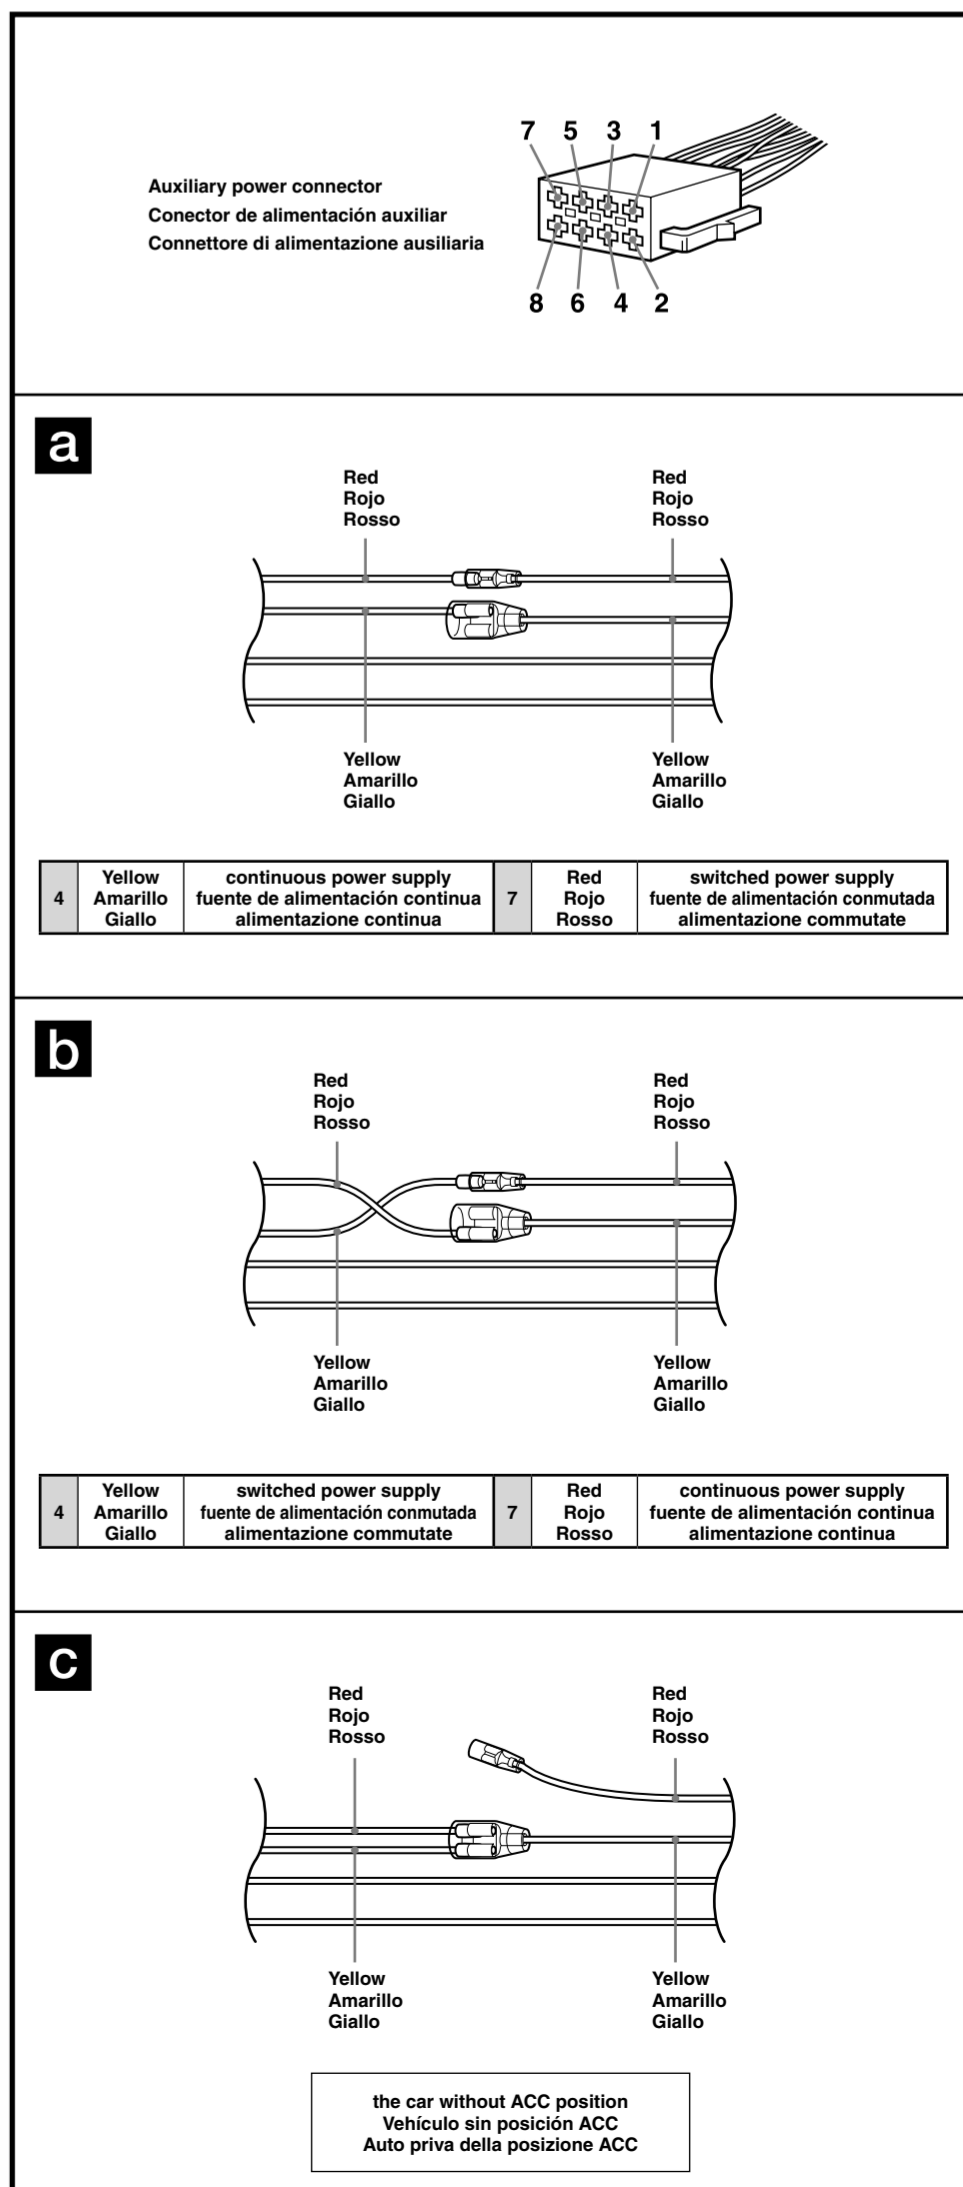 7 5 3 1
Auxiliary power connector
Conector de alimentación auxiliar
Connettore di alimentazione ausiliaria
8 6 4 2
a
Red
Rojo
Rosso
Red
Rojo
Rosso
Yellow
Amarillo
Giallo
Yellow
Amarillo
Giallo
4
Yellow
Amarillo
Giallo
continuous power supply
fuente de alimentación continua
alimentazione continua
7
Red
Rojo
Rosso
switched power supply
fuente de alimentación conmutada
alimentazione commutate
b
Red
Rojo
Rosso
Red
Rojo
Rosso
Yellow
Amarillo
Giallo
Yellow
Amarillo
Giallo
4
Yellow
Amarillo
Giallo
switched power supply
fuente de alimentación conmutada
alimentazione commutate
7
Red
Rojo
Rosso
continuous power supply
fuente de alimentación continua
alimentazione continua
c
Red
Rojo
Rosso
Red
Rojo
Rosso
Yellow
Amarillo
Giallo
Yellow
Amarillo
Giallo
the car without ACC position
Vehículo sin posición ACC
Auto priva della posizione ACC